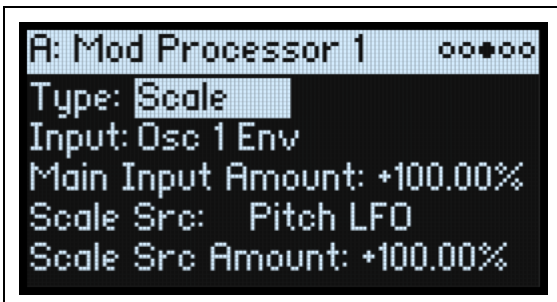 A: Mod Processor 1
Type: Scale
Input: Osc 1 Env
Main Input Amount: +100.00%
Scale Src: Pitch LFO
Scale Src Amount: +100.00%